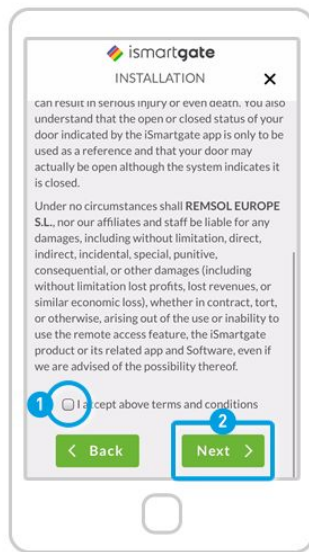 ismartgate
INSTALLATION
can result in serious injury or even death. You also
understand that the open or closed status of your
door indicated by the iSmartgate app is only to be
used as a reference and that your door may
actually be open although the system indicates it
is closed.
Under no circumstances shall REMSOL EUROPE
S.L., nor our affiliates and staff be liable for any
damages, including without limitation, direct,
indirect, incidental, special, punitive,
consequential, or other damages (including
without limitation lost profits, lost revenues, or
similar economic loss), whether in contract, tort,
or otherwise, arising out of the use or inability to
use the remote access feature, the iSmartgate
product or its related app and Software, even if
we are advised of the possibility thereof.
1 I accept above terms and conditions
2
< Back Next >